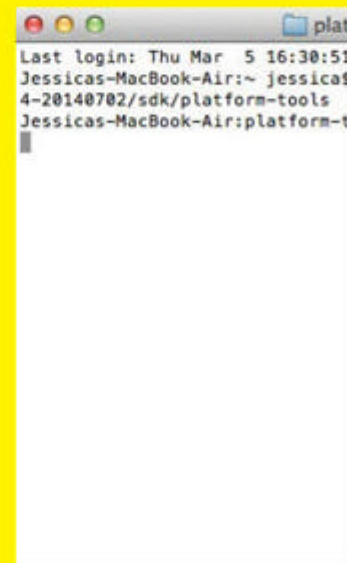 plat
Last login: Thu Mar 5 16:30:51
Jessicas-MacBook-Air:~ jessica$
4-20140702/sdk/platform-tools
Jessicas-MacBook-Air:platform-t